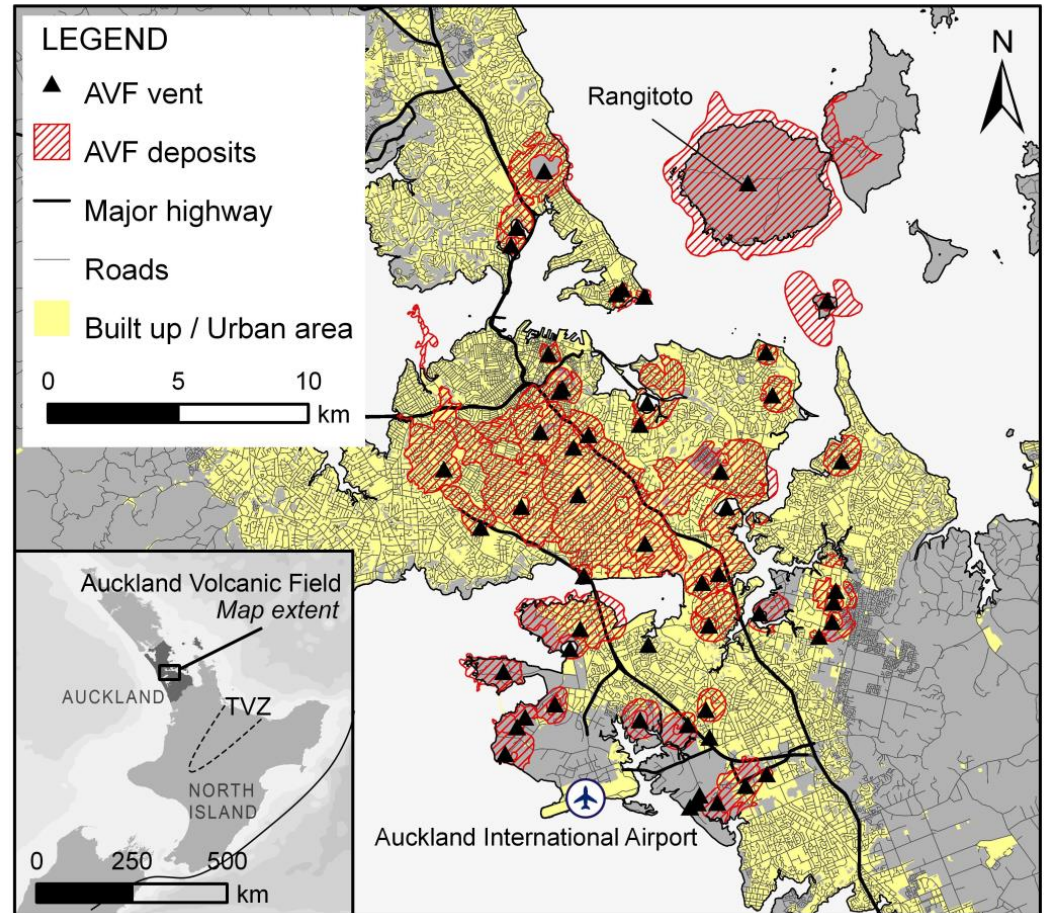 LEGEND
AVF vent
AVF deposits
Major highway
Roads
Built up / Urban area
0 5 10
km
N
Rangitoto
Auckland International Airport
Auckland Volcanic Field
Map extent
AUCKLAND
TVZ
NORTH
ISLAND
0 250 500
km